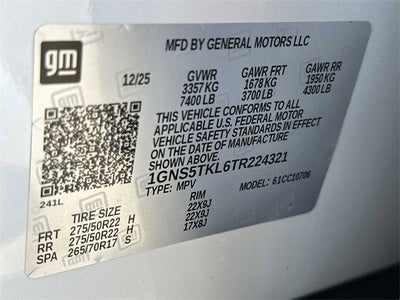 gm
MFD BY GENERAL MOTORS LLC
12/25 GVWR GAWR FRT GAWR RR
3357 KG 1678 KG 1950 KG
7400 LB 3700 LB 4300 LB
THIS VEHICLE CONFORMS TO ALL
APPLICABLE U.S. FEDERAL MOTOR
VEHICLE SAFETY STANDARDS IN EFFECT
ON THE DATE OF MANUFACTURE
SHOWN ABOVE.
1GNS5TKL6TR224321
TYPE: MPV MODEL: 61CC10706
241L
TIRE SIZE RIM
FRT 275/50R22 H 22X9J
RR 275/50R22 H 22X9J
SPA 265/70R17 S 17X8J